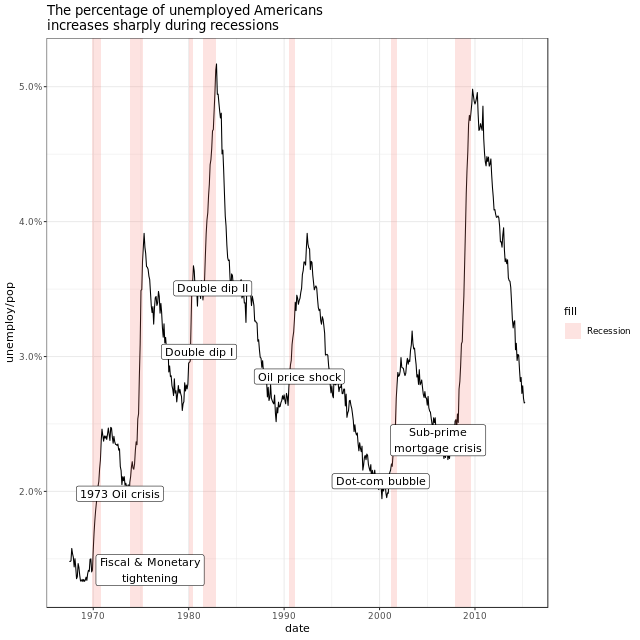 The percentage of unemployed Americans
increases sharply during recessions
5.0%
4.0%
3.0%
2.0%
unemploy/pop
Double dip II
Double dip I
Oil price shock
Sub-prime
mortgage crisis
Dot-com bubble
1973 Oil crisis
Fiscal & Monetary
tightening
fill
Recession
1970
1980
1990
2000
2010
date